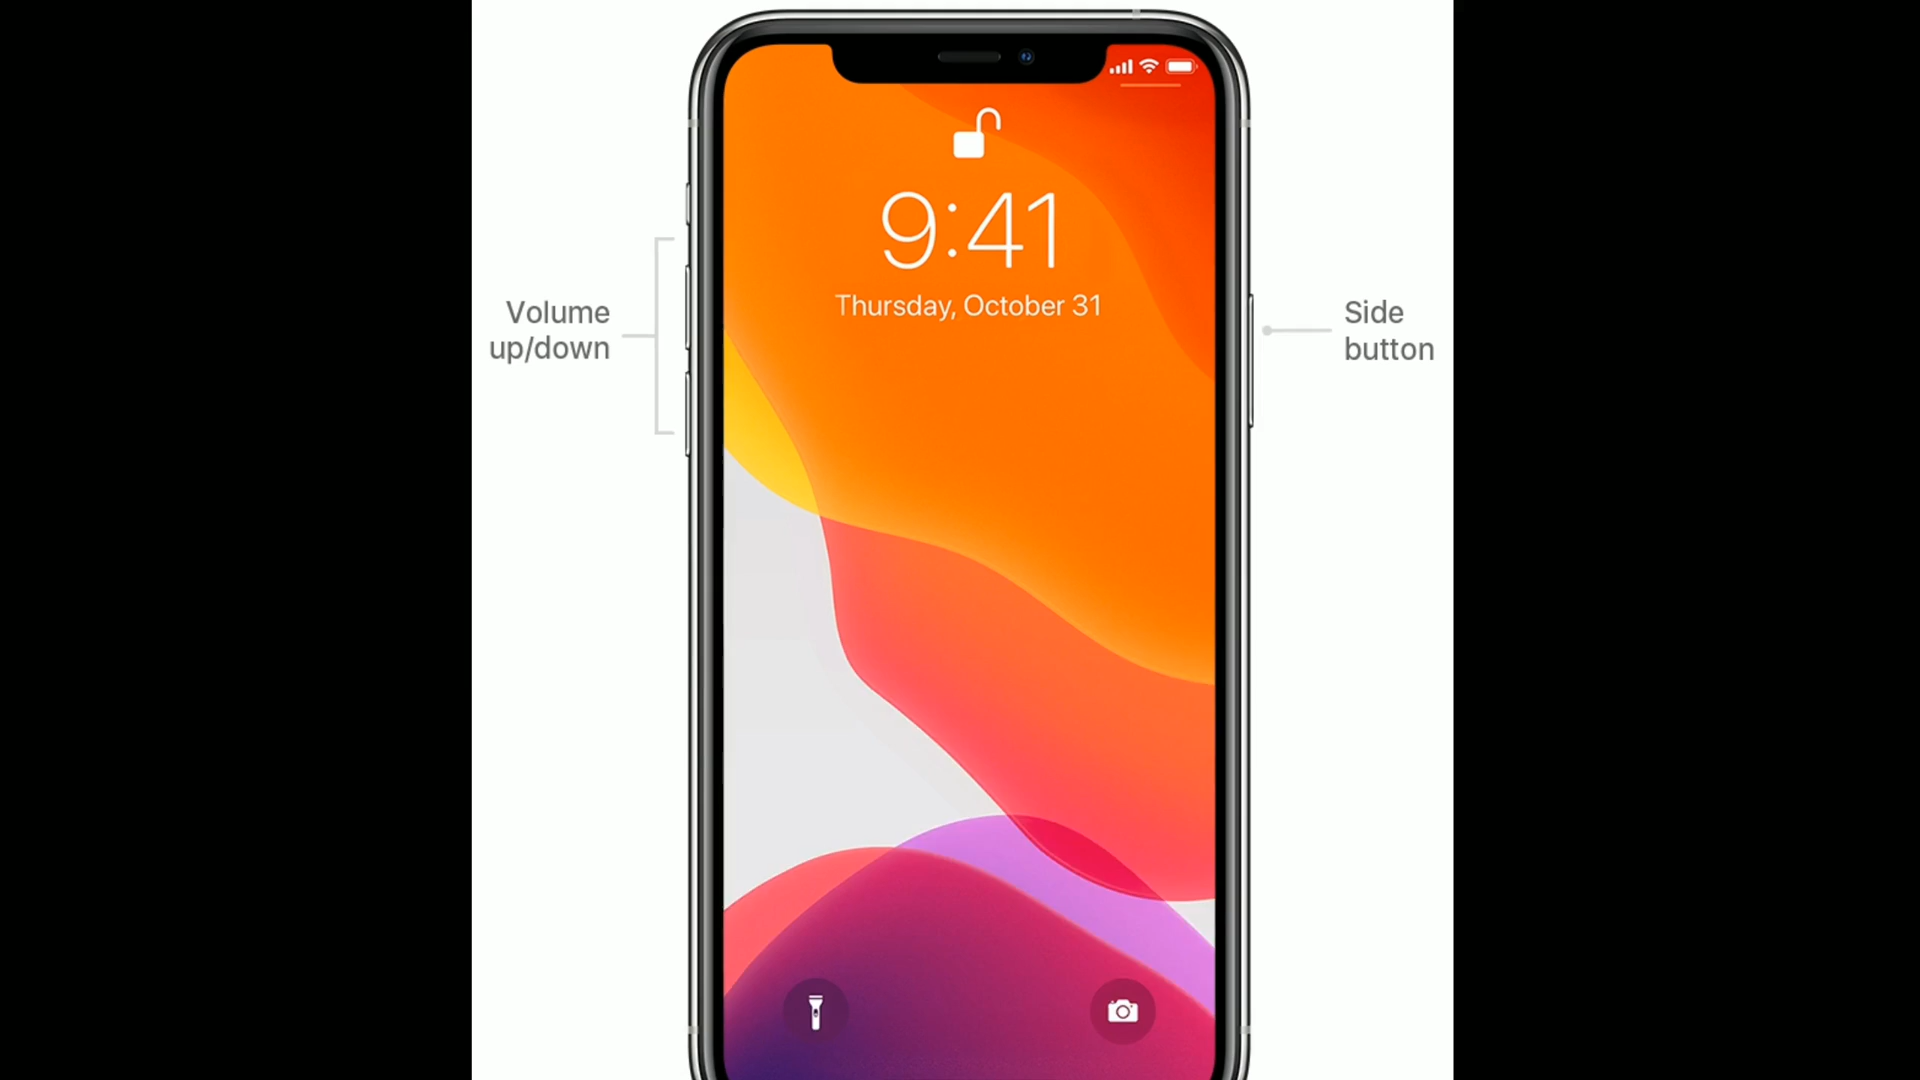 9:41
Thursday, October 31
Volume
up/down
Side
button